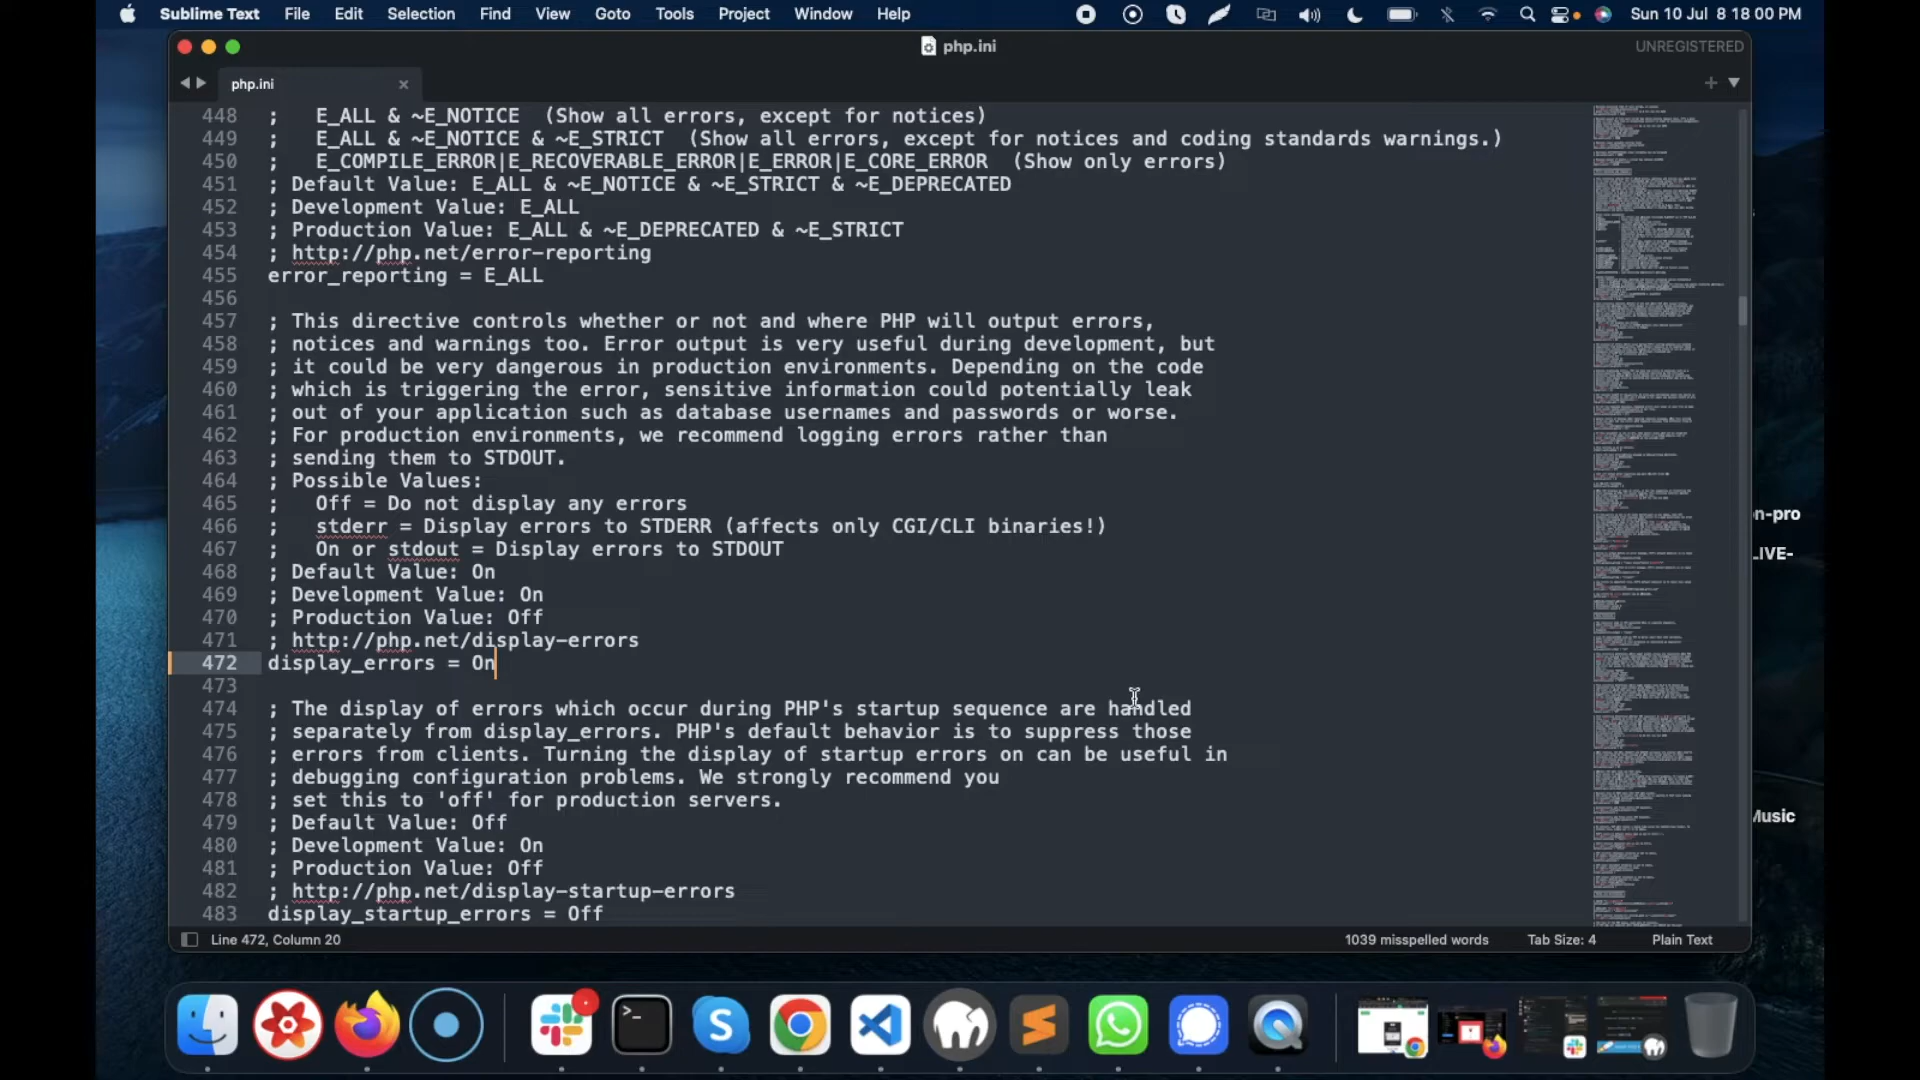 Sublime Text File Edit Selection Find View Goto Tools Project Window Help Sun 10 Jul 8 18 00 PM
php.ini UNREGISTERED
php.ini
448 ;   E_ALL & ~E_NOTICE  (Show all errors, except for notices)
449 ;   E_ALL & ~E_NOTICE & ~E_STRICT  (Show all errors, except for notices and coding standards warnings.)
450 ;   E_COMPILE_ERROR|E_RECOVERABLE_ERROR|E_ERROR|E_CORE_ERROR  (Show only errors)
451 ; Default Value: E_ALL & ~E_NOTICE & ~E_STRICT & ~E_DEPRECATED
452 ; Development Value: E_ALL
453 ; Production Value: E_ALL & ~E_DEPRECATED & ~E_STRICT
454 ; http://php.net/error-reporting
455 error_reporting = E_ALL
456
457 ; This directive controls whether or not and where PHP will output errors,
458 ; notices and warnings too. Error output is very useful during development, but
459 ; it could be very dangerous in production environments. Depending on the code
460 ; which is triggering the error, sensitive information could potentially leak
461 ; out of your application such as database usernames and passwords or worse.
462 ; For production environments, we recommend logging errors rather than
463 ; sending them to STDOUT.
464 ; Possible Values:
465 ;   Off = Do not display any errors
466 ;   stderr = Display errors to STDERR (affects only CGI/CLI binaries!)
467 ;   On or stdout = Display errors to STDOUT
468 ; Default Value: On
469 ; Development Value: On
470 ; Production Value: Off
471 ; http://php.net/display-errors
472 display_errors = On
473
474 ; The display of errors which occur during PHP's startup sequence are handled
475 ; separately from display_errors. PHP's default behavior is to suppress those
476 ; errors from clients. Turning the display of startup errors on can be useful in
477 ; debugging configuration problems. We strongly recommend you
478 ; set this to 'off' for production servers.
479 ; Default Value: Off
480 ; Development Value: On
481 ; Production Value: Off
482 ; http://php.net/display-startup-errors
483 display_startup_errors = Off
n-pro
LIVE-
Music
Line 472, Column 20 1039 misspelled words Tab Size: 4 Plain Text